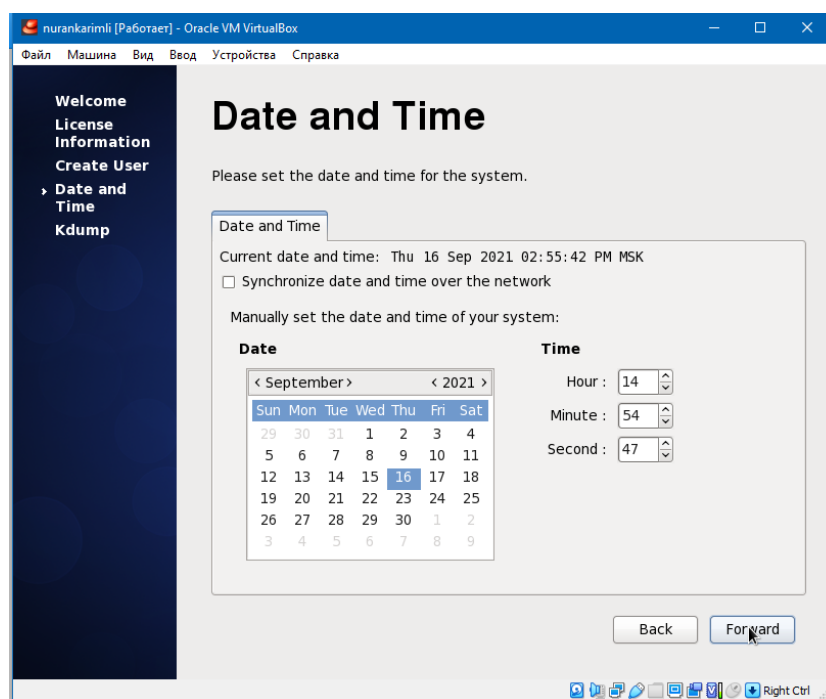 nurankarimli [Работает] - Oracle VM VirtualBox
Файл Машина Вид Ввод Устройства Справка
Welcome
License
Information
Create User
Date and
Time
Kdump
Date and Time
Please set the date and time for the system.
Date and Time
Current date and time: Thu 16 Sep 2021 02:55:42 PM MSK
Synchronize date and time over the network
Manually set the date and time of your system:
Date
< September > < 2021 >
Sun Mon Tue Wed Thu Fri Sat
29 30 31 1 2 3 4
5 6 7 8 9 10 11
12 13 14 15 16 17 18
19 20 21 22 23 24 25
26 27 28 29 30 1 2
3 4 5 6 7 8 9
Time
Hour : 14
Minute : 54
Second : 47
Back Forward
Right Ctrl